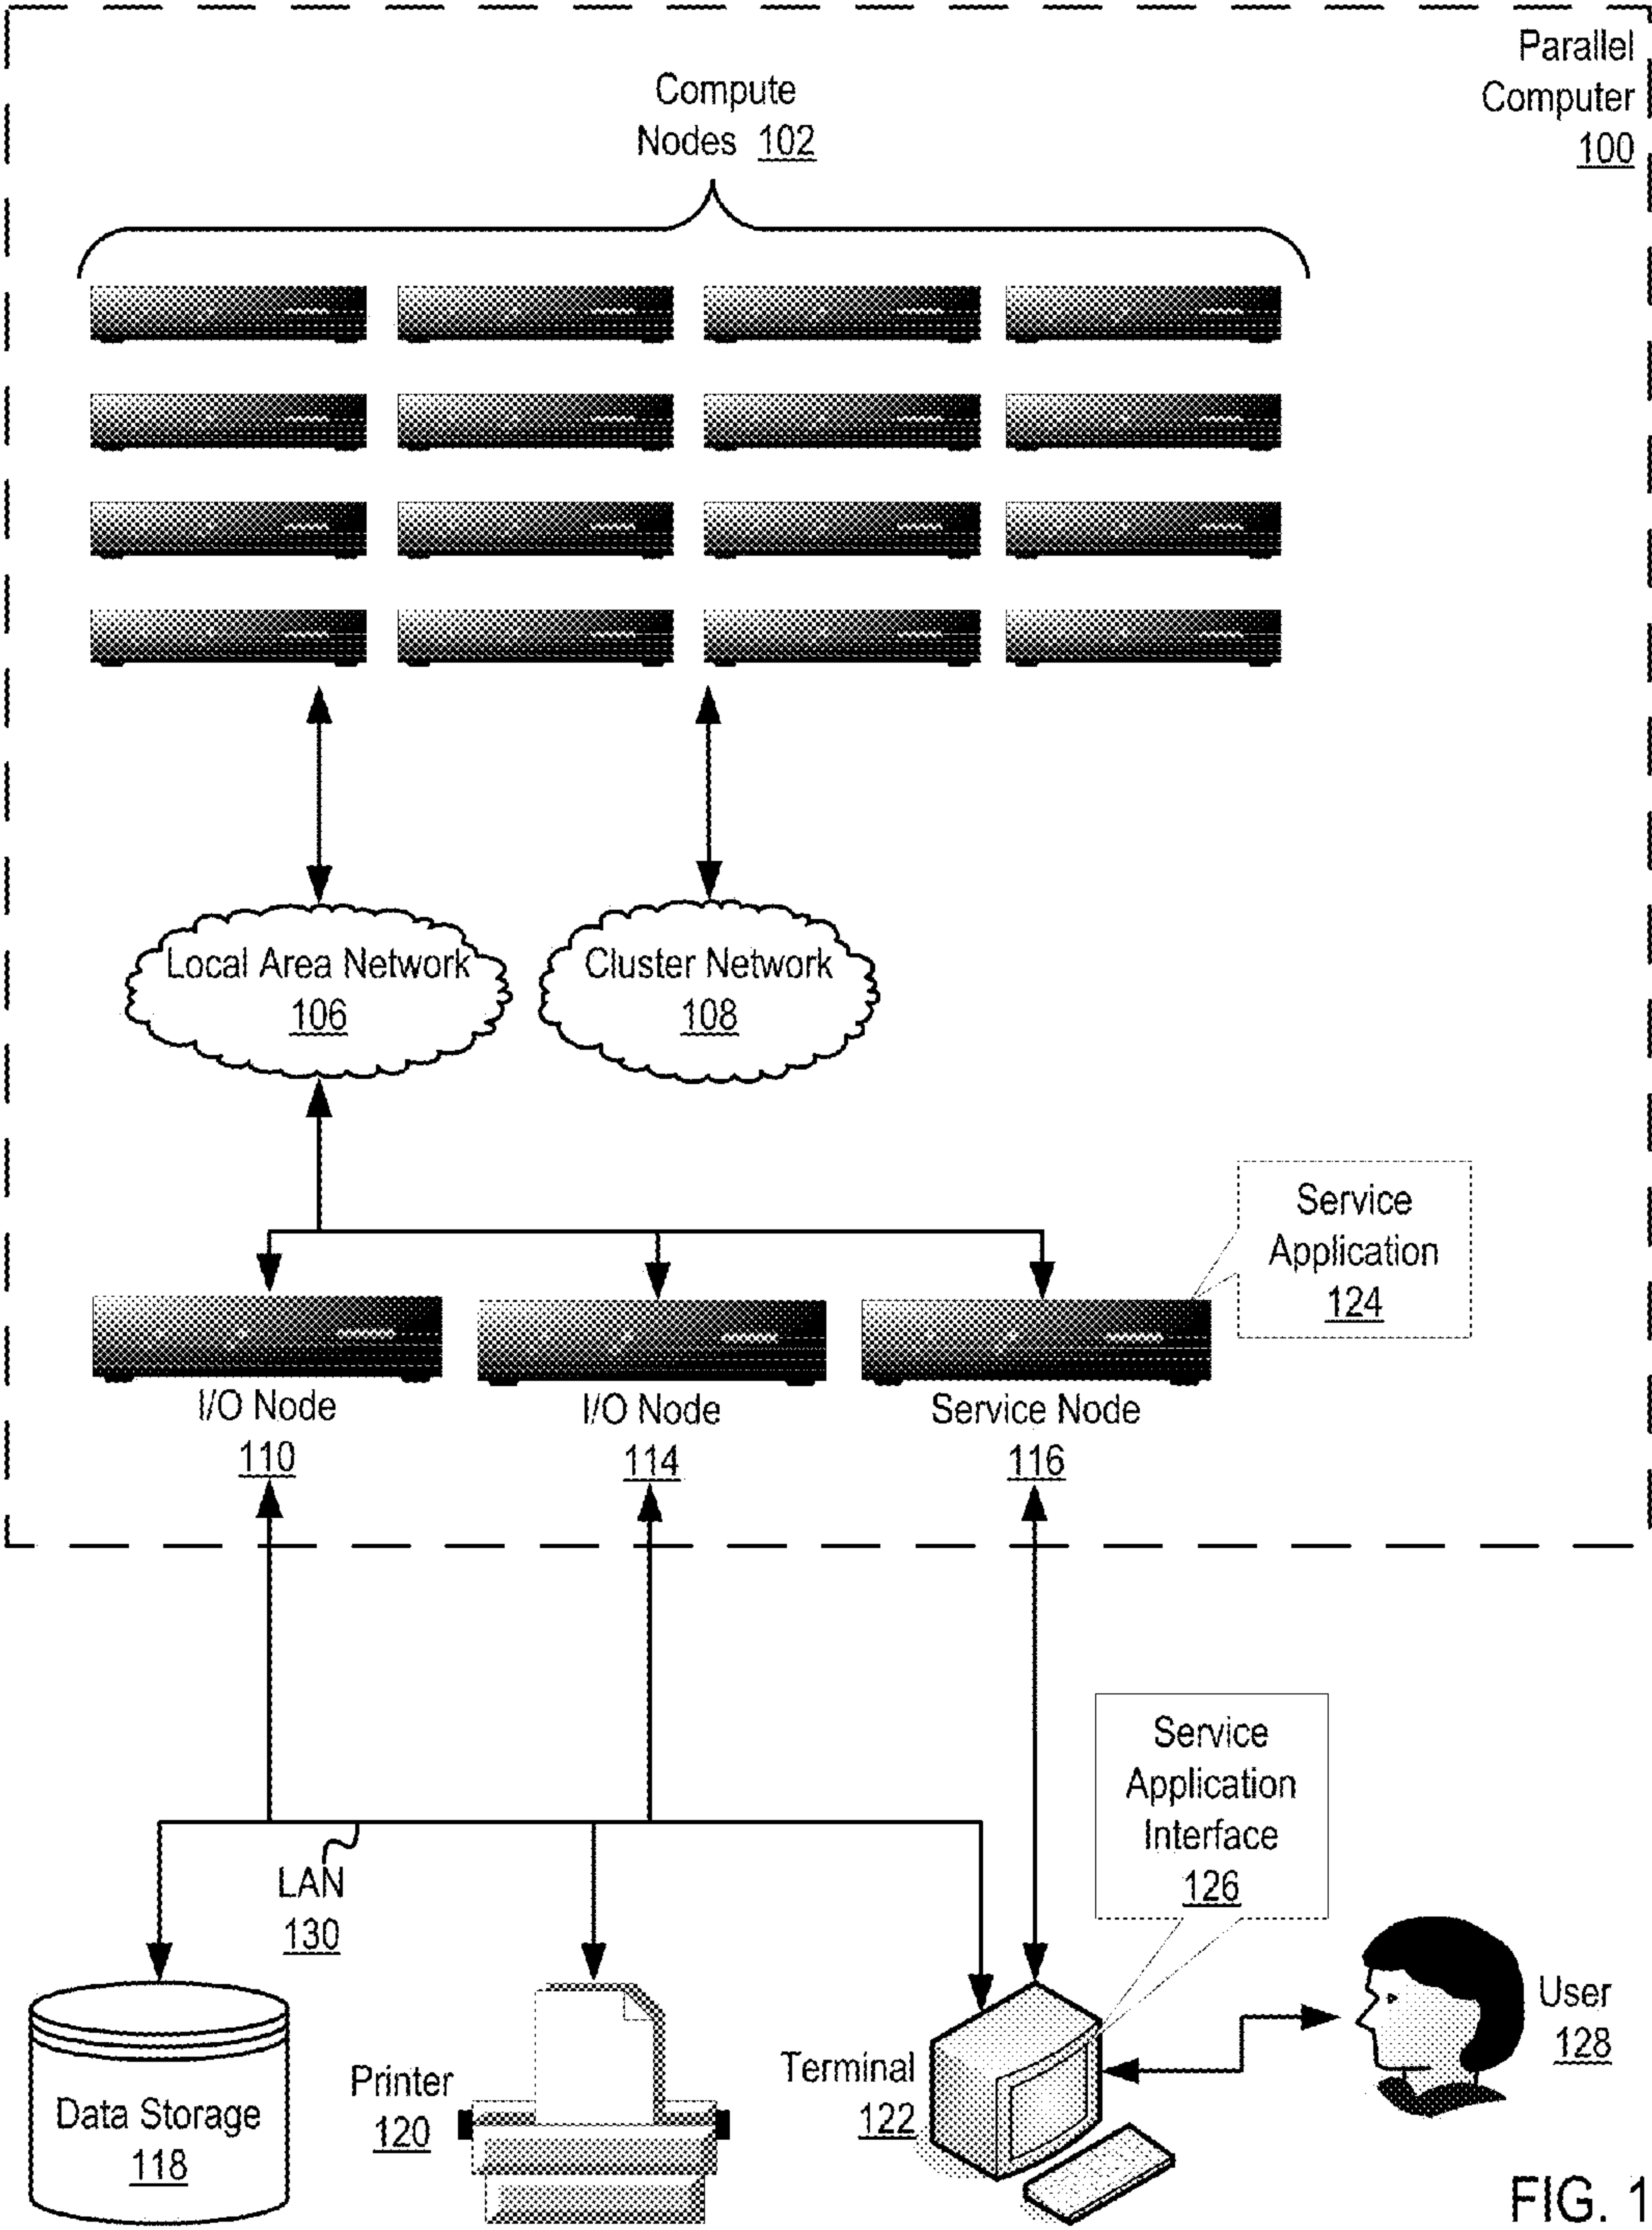 Parallel
Computer
100
Compute
Nodes 102
Local Area Network
106
Cluster Network
108
Service
Application
124
I/O Node
110
I/O Node
114
Service Node
116
Service
Application
Interface
126
LAN
130
User
128
Data Storage
118
Printer
120
Terminal
122
FIG. 1